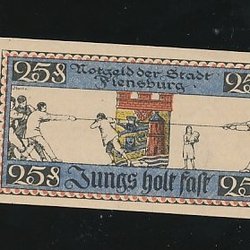 25₰ Notgeld der Stadt 25
Flensburg
25₰ Jungs holt fast 25